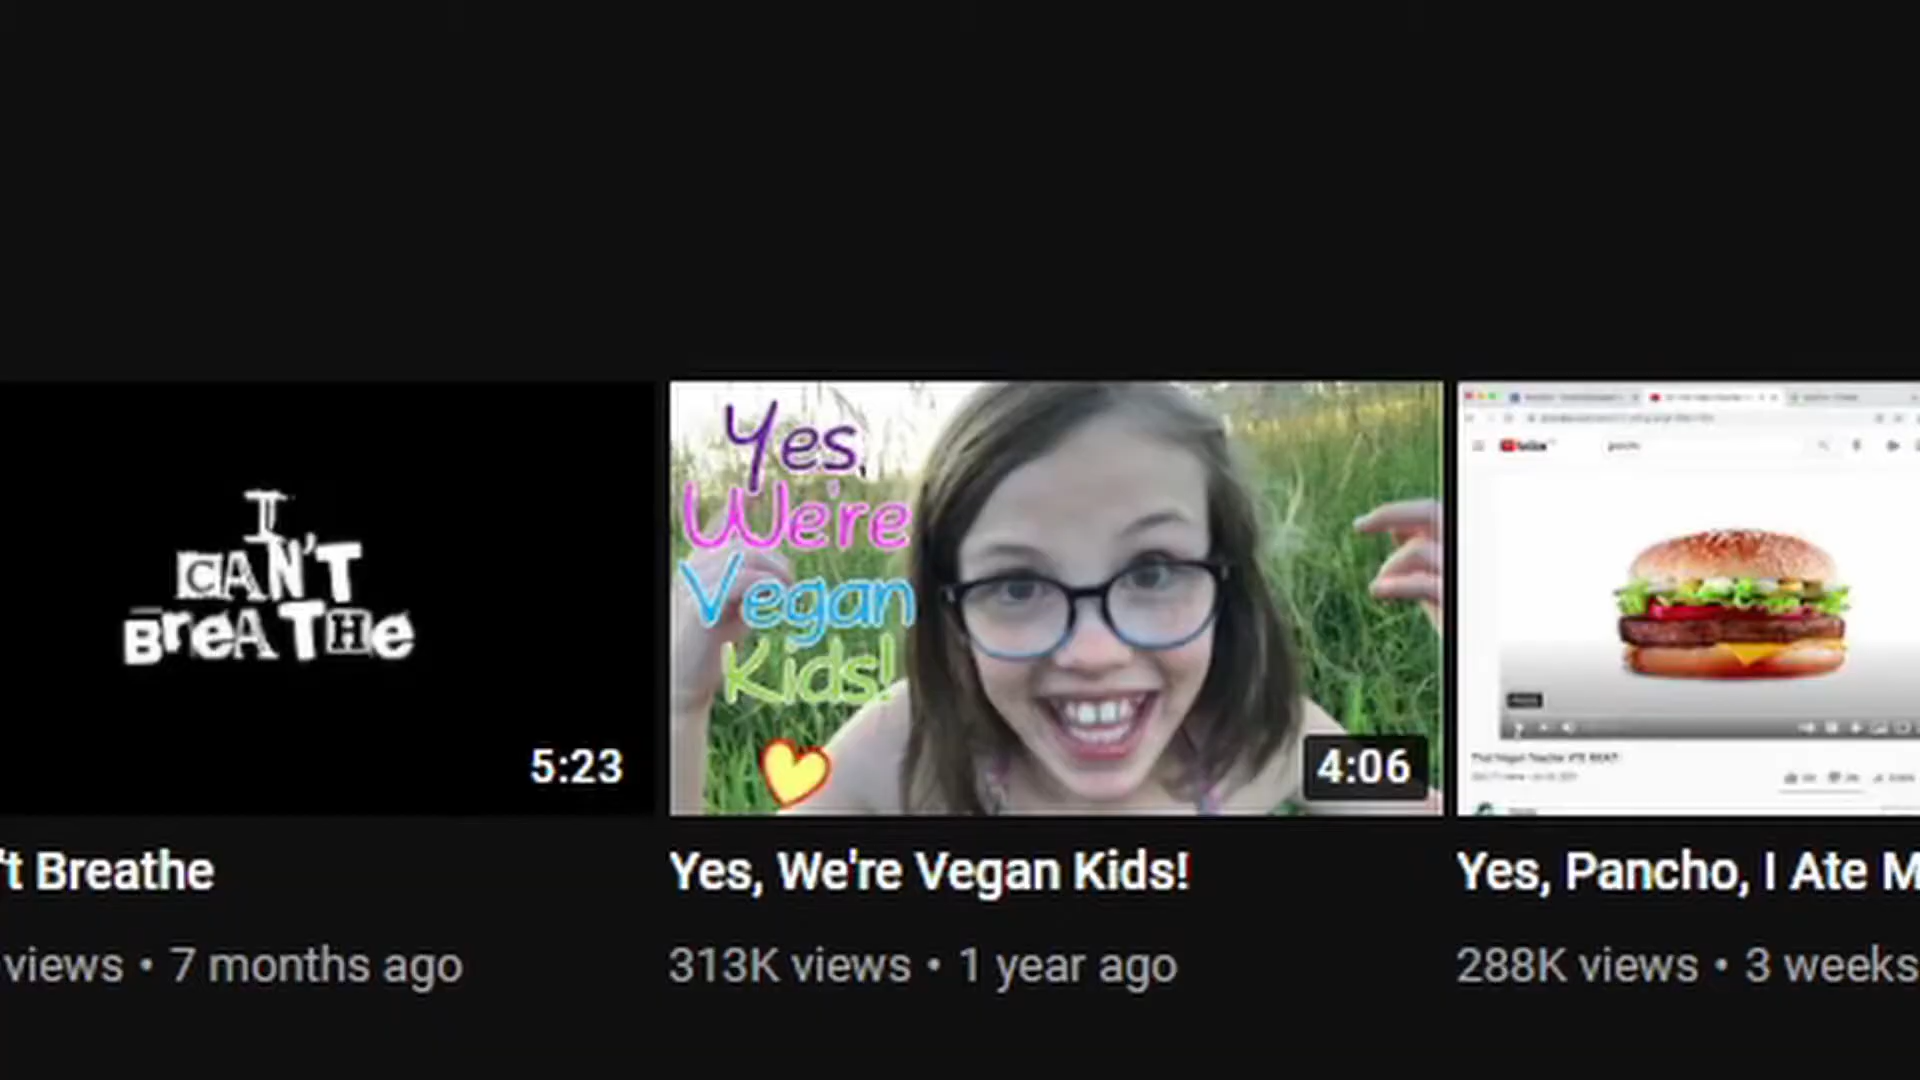 I
CAN'T
BreATHe
5:23
't Breathe
views • 7 months ago
Yes,
We're
Vegan
Kids!
4:06
Yes, We're Vegan Kids!
313K views • 1 year ago
Yes, Pancho, I Ate M
288K views • 3 weeks